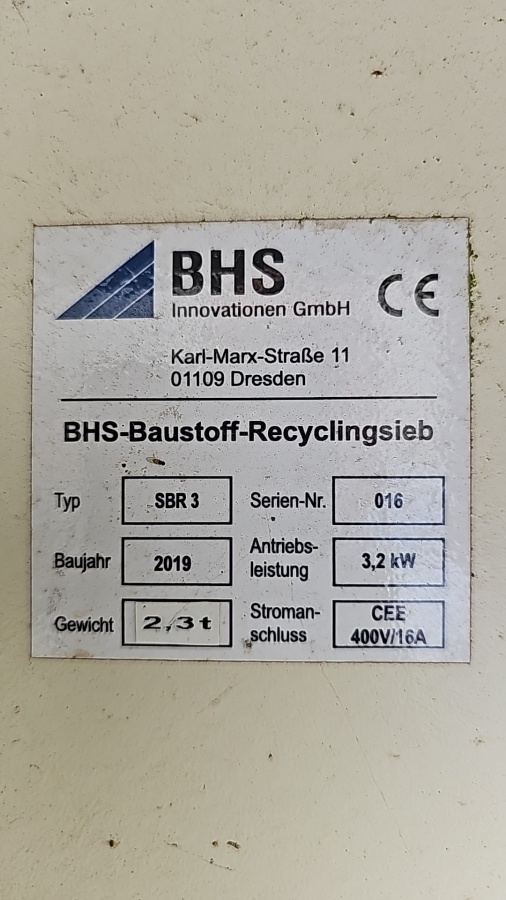 BHS
Innovationen GmbH
CE
Karl-Marx-Straße 11
01109 Dresden
BHS-Baustoff-Recyclingsieb
Typ SBR 3 Serien-Nr. 016
Baujahr 2019 Antriebs-
leistung 3,2 kW
Gewicht 2,3t Stroman-
schluss CEE
400V/16A